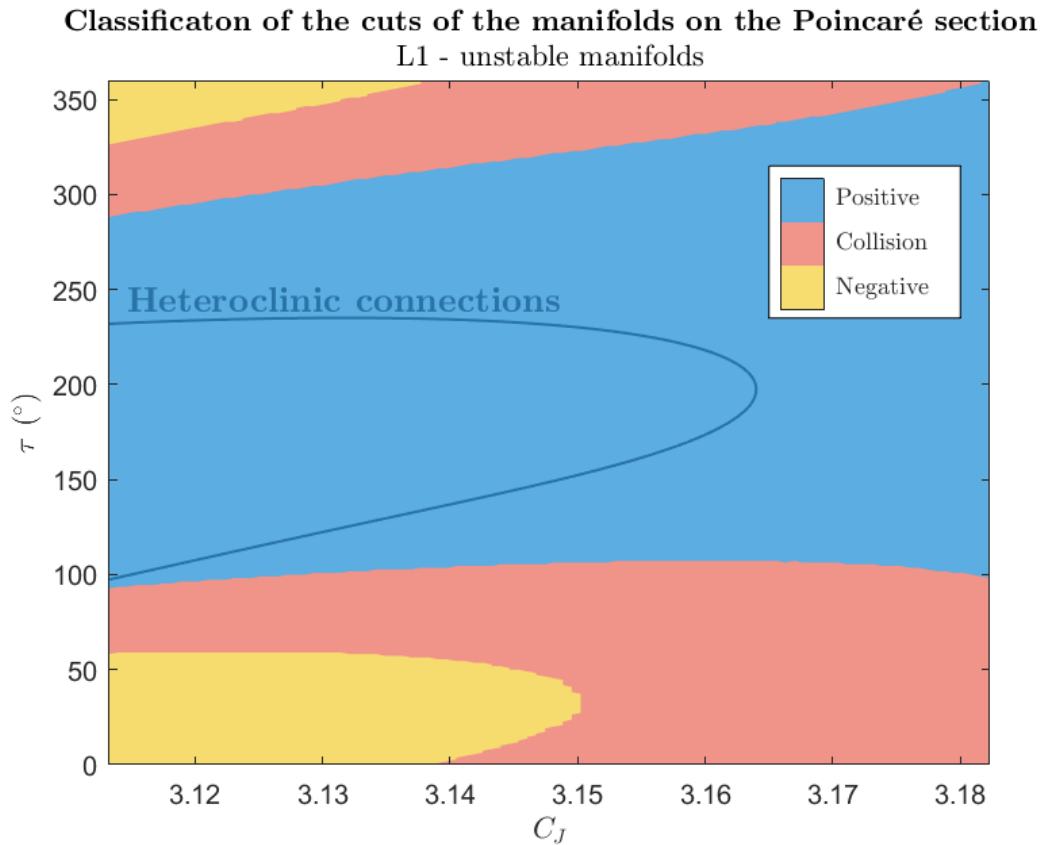 Classificaton of the cuts of the manifolds on the Poincaré section
L1 - unstable manifolds
350
300
250
200
150
100
50
0
τ (°)
Heteroclinic connections
Positive
Collision
Negative
3.12 3.13 3.14 3.15 3.16 3.17 3.18
C_J